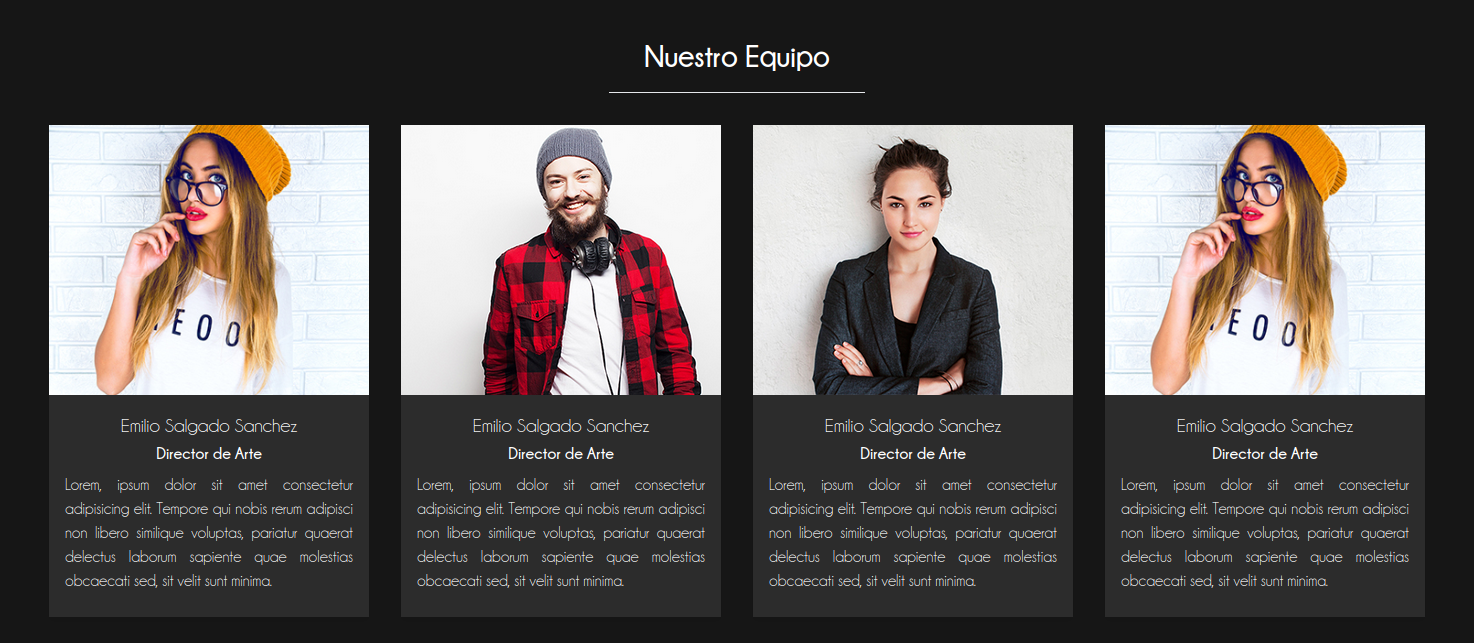 Nuestro Equipo
EOO
EOO
Emilio Salgado Sanchez
Director de Arte
Lorem, ipsum dolor sit amet consectetur
adipisicing elit. Tempore qui nobis rerum adipisci
non libero similique voluptas, pariatur quaerat
delectus laborum sapiente quae molestias
obcaecati sed, sit velit sunt minima.
Emilio Salgado Sanchez
Director de Arte
Lorem, ipsum dolor sit amet consectetur
adipisicing elit. Tempore qui nobis rerum adipisci
non libero similique voluptas, pariatur quaerat
delectus laborum sapiente quae molestias
obcaecati sed, sit velit sunt minima.
Emilio Salgado Sanchez
Director de Arte
Lorem, ipsum dolor sit amet consectetur
adipisicing elit. Tempore qui nobis rerum adipisci
non libero similique voluptas, pariatur quaerat
delectus laborum sapiente quae molestias
obcaecati sed, sit velit sunt minima.
Emilio Salgado Sanchez
Director de Arte
Lorem, ipsum dolor sit amet consectetur
adipisicing elit. Tempore qui nobis rerum adipisci
non libero similique voluptas, pariatur quaerat
delectus laborum sapiente quae molestias
obcaecati sed, sit velit sunt minima.